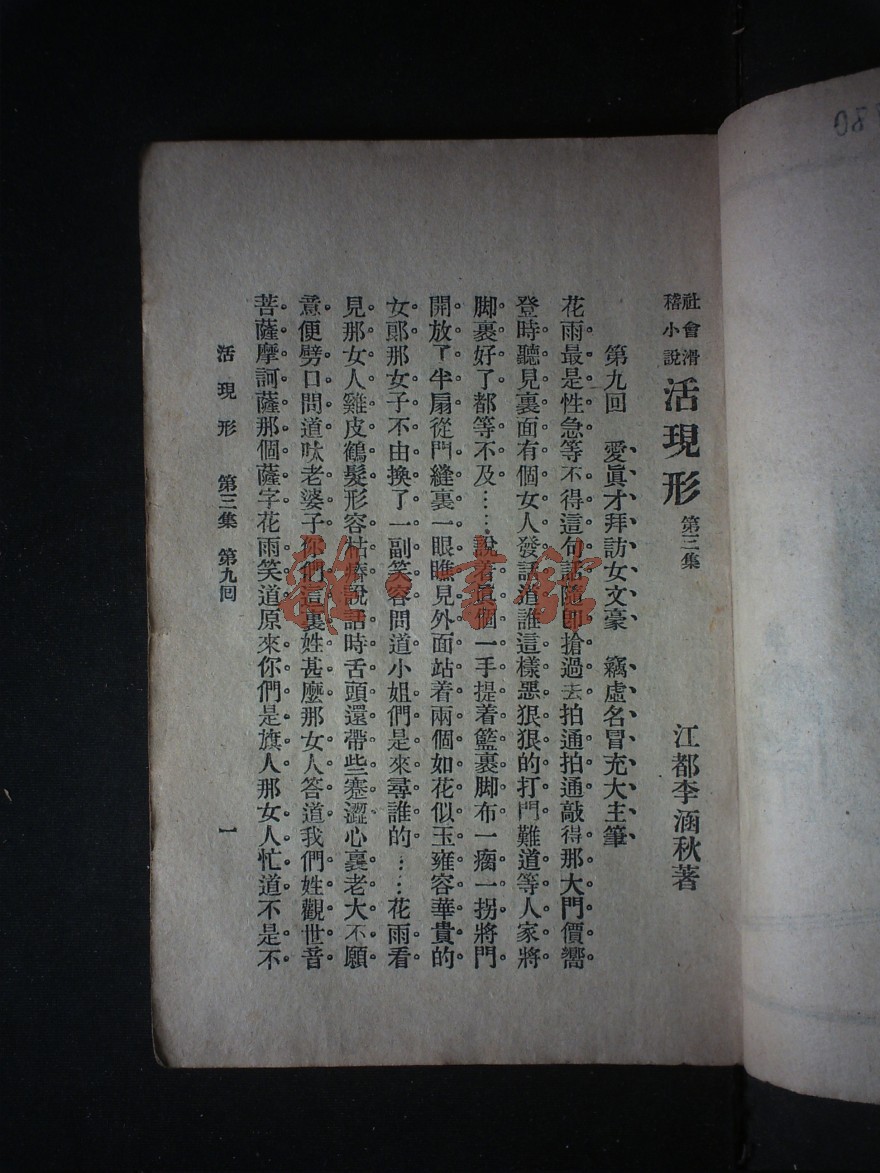 社會滑稽小說 活現形 第三集 江都李涵秋著
第九回 愛眞才拜訪女文豪 竊虛名冒充大主筆
花雨最是性急等不得這句話隨卽搶過去拍通拍通敲得那大門價嚮
登時聽見裏面有個女人發話道誰這樣惡狠狠的打門難道等人家將
脚裹好了都等不及……說着眞個一手提着籃裹脚布一瘸一拐將門
開放了半扇從門縫裏一眼瞧見外面站着兩個如花似玉雍容華貴的
女郞那女子不由換了一副笑容問道小姐們是來尋誰的……花雨看
見那女人雞皮鶴髮形容枯瘠說話時舌頭還帶些蹇澀心裏老大不願
意便劈口問道呔老婆子你們這裏姓甚麼那女人答道我們姓觀世音
菩薩摩訶薩那個薩字花雨笑道原來你們是旗人那女人忙道不是不
活現形 第三集 第九回 一
雜·書館